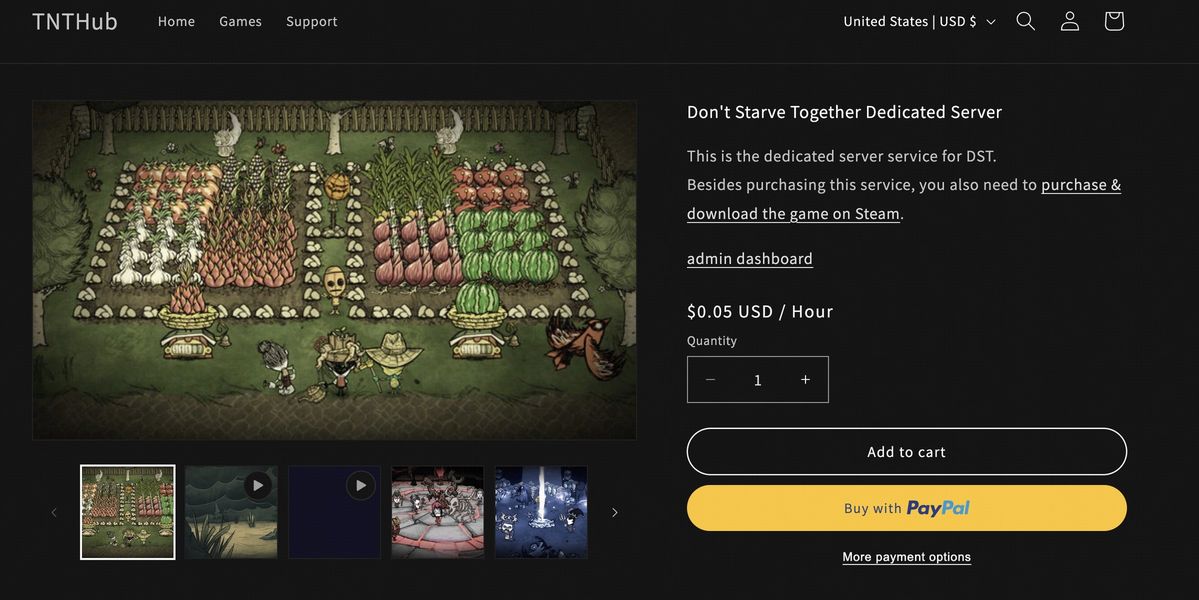 TNTHub
Home Games Support
United States | USD $
Don't Starve Together Dedicated Server
This is the dedicated server service for DST.
Besides purchasing this service, you also need to purchase &
download the game on Steam.
admin dashboard
$0.05 USD / Hour
Quantity
− 1 +
Add to cart
Buy with PayPal
More payment options